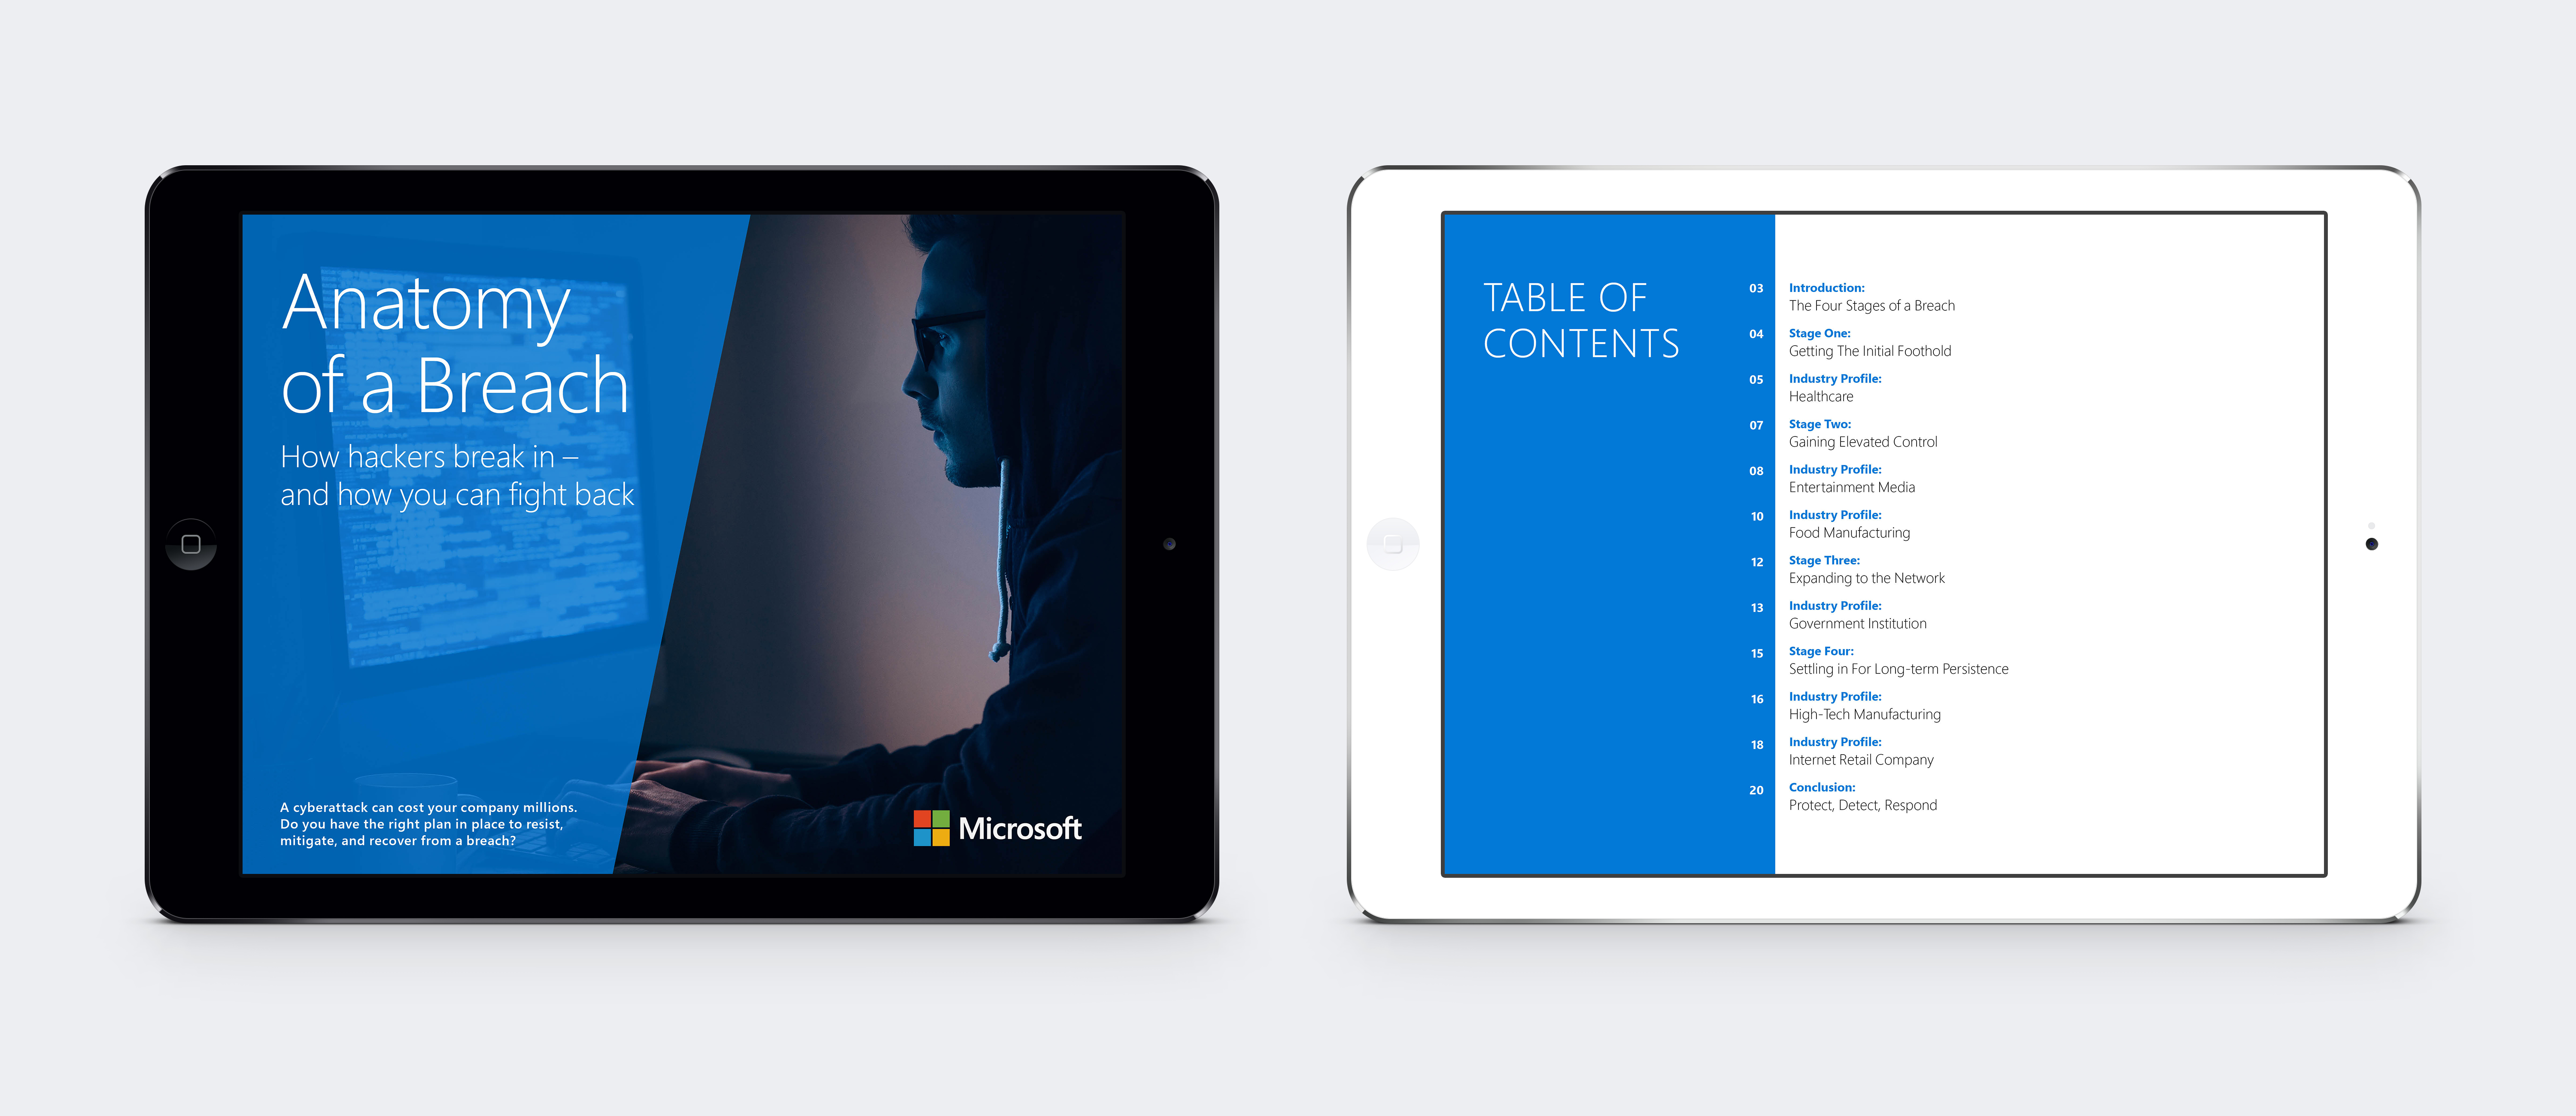 Anatomy
of a Breach
How hackers break in –
and how you can fight back
A cyberattack can cost your company millions.
Do you have the right plan in place to resist,
mitigate, and recover from a breach?
Microsoft
TABLE OF
CONTENTS
03 Introduction:
The Four Stages of a Breach
04 Stage One:
Getting The Initial Foothold
05 Industry Profile:
Healthcare
07 Stage Two:
Gaining Elevated Control
08 Industry Profile:
Entertainment Media
10 Industry Profile:
Food Manufacturing
12 Stage Three:
Expanding to the Network
13 Industry Profile:
Government Institution
15 Stage Four:
Settling in For Long-term Persistence
16 Industry Profile:
High-Tech Manufacturing
18 Industry Profile:
Internet Retail Company
20 Conclusion:
Protect, Detect, Respond